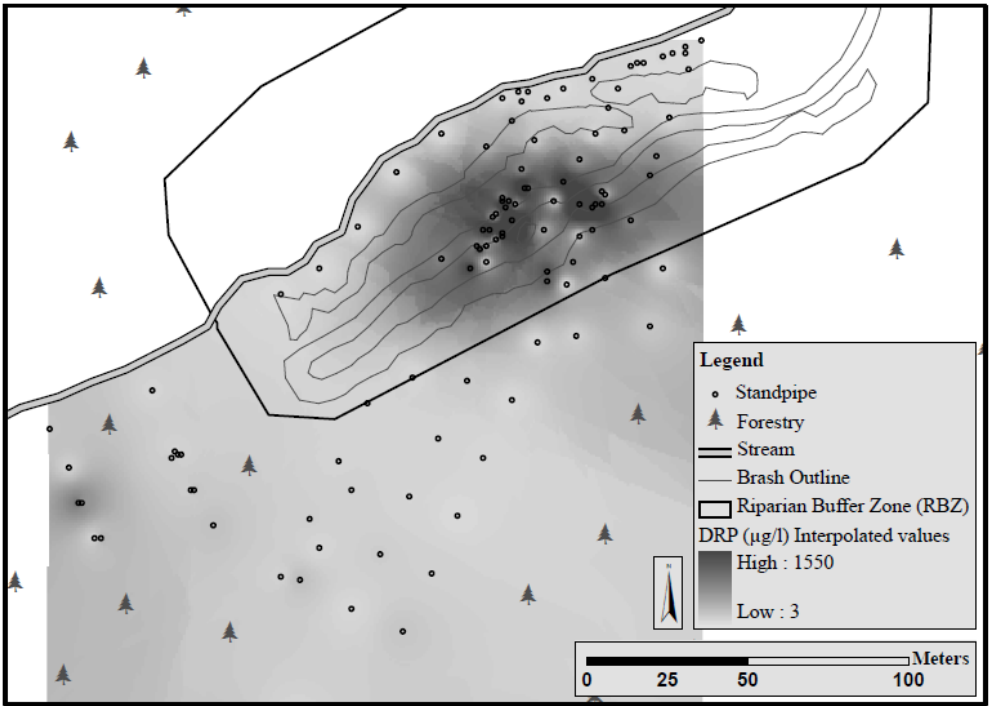 Legend
Standpipe
Forestry
Stream
Brash Outline
Riparian Buffer Zone (RBZ)
DRP (µg/l) Interpolated values
High : 1550
Low : 3
N
Meters
0 25 50 100